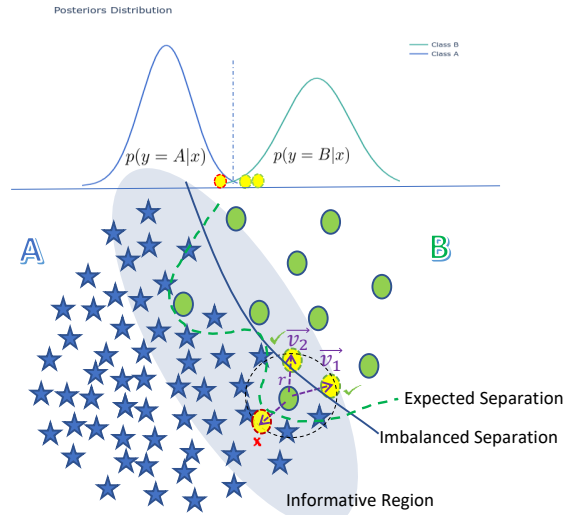 Posteriors Distribution
Class B
Class A
p(y = A|x)
p(y = B|x)
A
B
✓
v₂
v₁
r
✓
x
Expected Separation
Imbalanced Separation
Informative Region